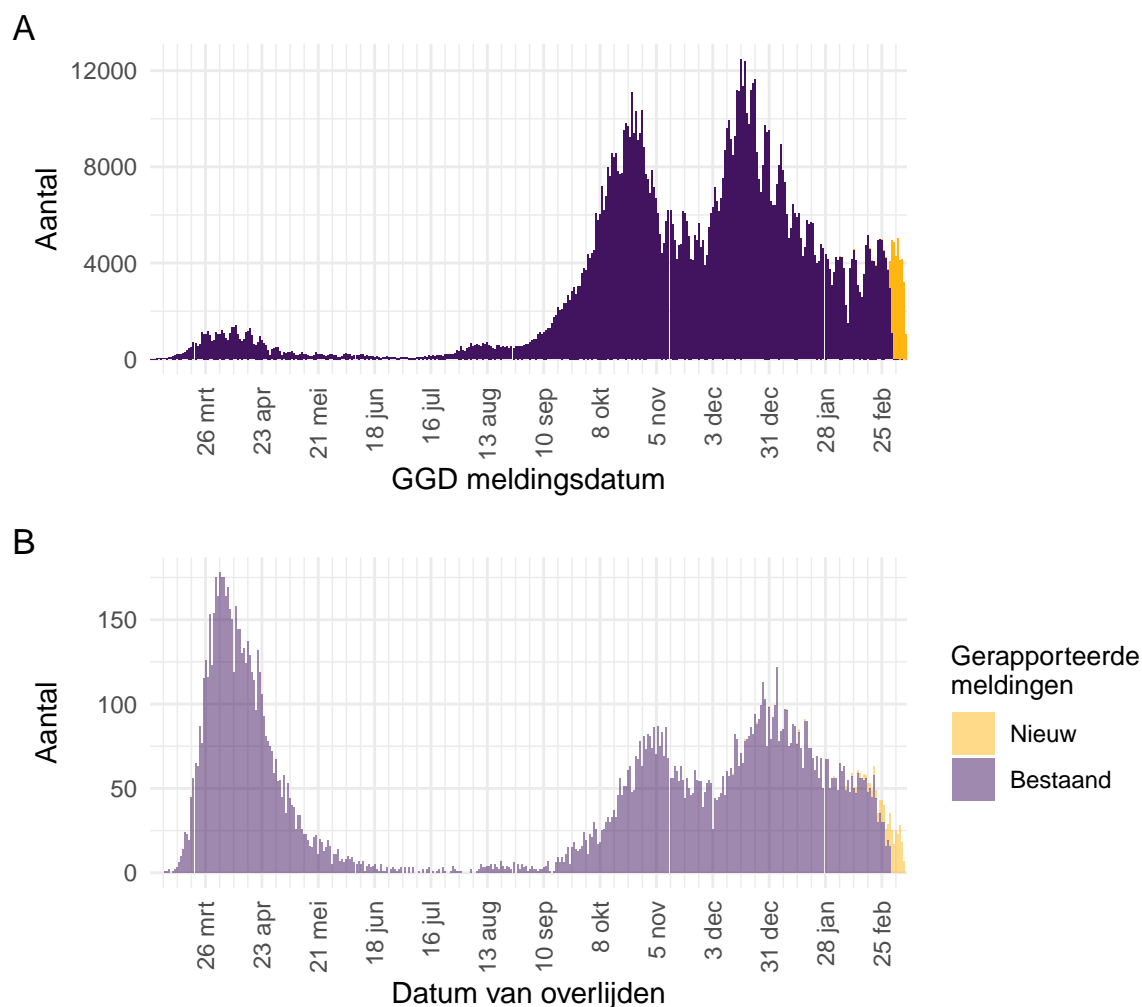 A
12000
8000
4000
0
Aantal
26 mrt
23 apr
21 mei
18 jun
16 jul
13 aug
10 sep
8 okt
5 nov
3 dec
31 dec
28 jan
25 feb
GGD meldingsdatum
B
150
100
50
0
Aantal
26 mrt
23 apr
21 mei
18 jun
16 jul
13 aug
10 sep
8 okt
5 nov
3 dec
31 dec
28 jan
25 feb
Datum van overlijden
Gerapporteerde
meldingen
Nieuw
Bestaand